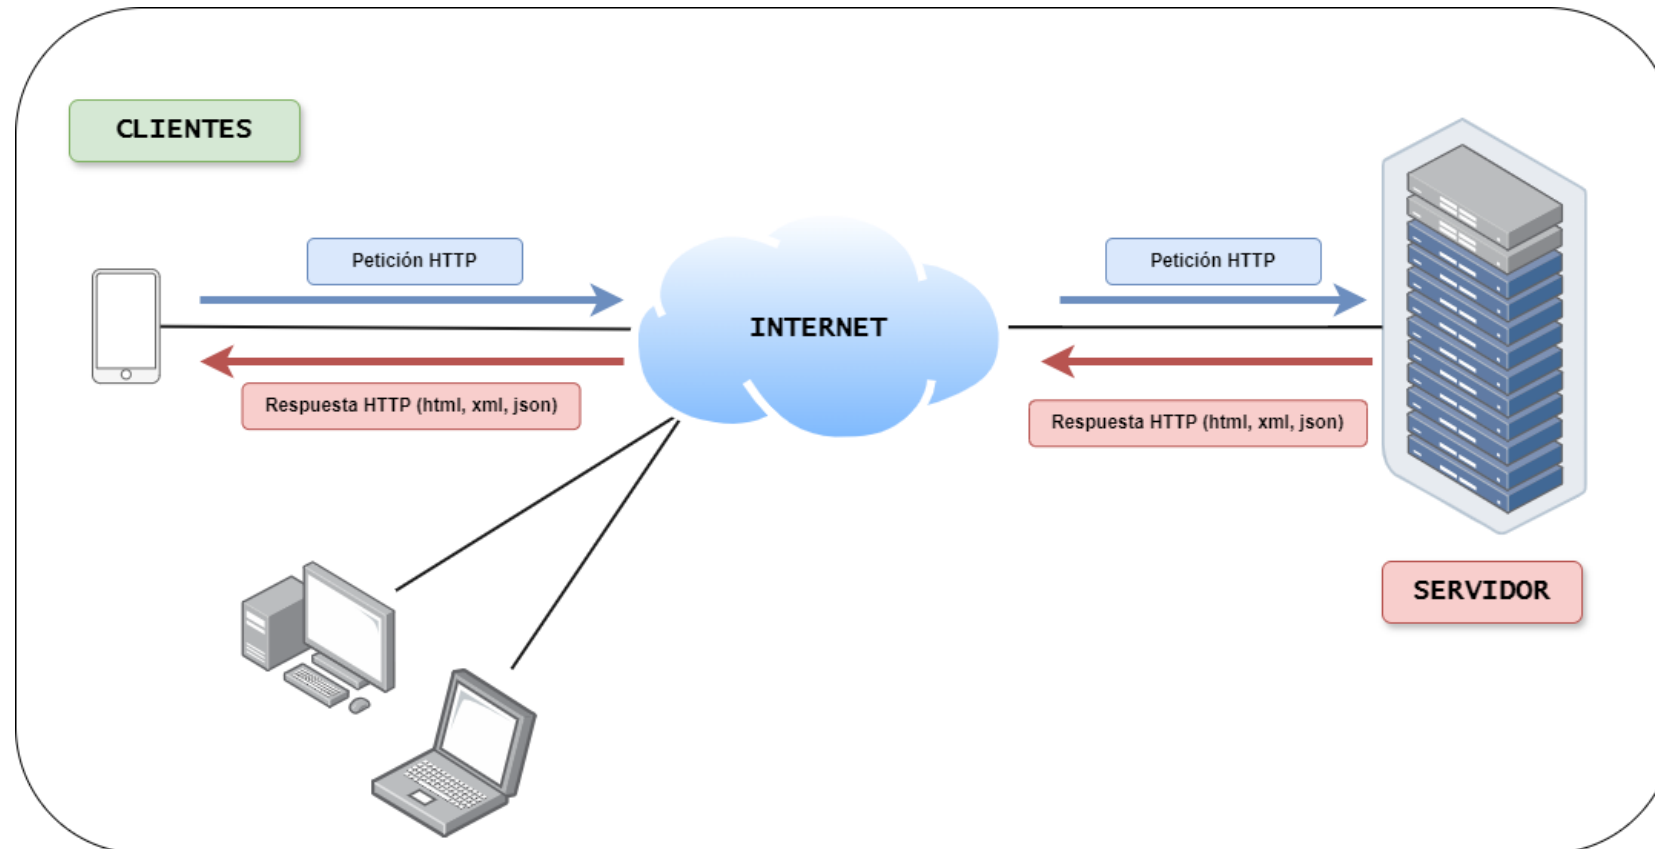 CLIENTES
Petición HTTP
Petición HTTP
INTERNET
Respuesta HTTP (html, xml, json)
Respuesta HTTP (html, xml, json)
SERVIDOR